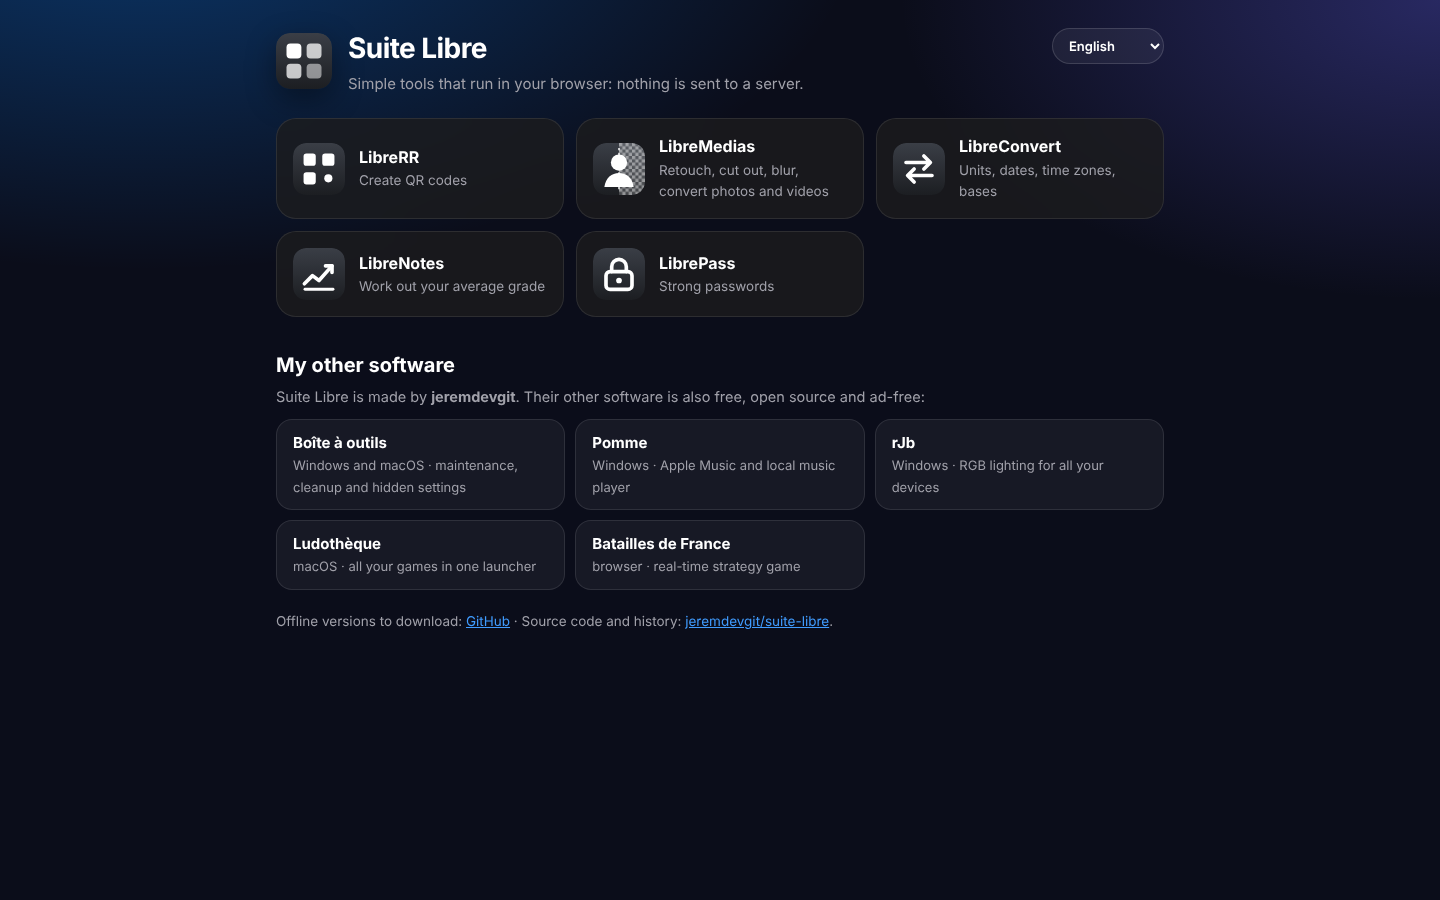 Suite Libre
English
Simple tools that run in your browser: nothing is sent to a server.
LibreRR
Create QR codes
LibreMedias
Retouch, cut out, blur,
convert photos and videos
LibreConvert
Units, dates, time zones,
bases
LibreNotes
Work out your average grade
LibrePass
Strong passwords
My other software
Suite Libre is made by jeremdevgit. Their other software is also free, open source and ad-free:
Boîte à outils
Windows and macOS · maintenance,
cleanup and hidden settings
Pomme
Windows · Apple Music and local music
player
rJb
Windows · RGB lighting for all your
devices
Ludothèque
macOS · all your games in one launcher
Batailles de France
browser · real-time strategy game
Offline versions to download: GitHub · Source code and history: jeremdevgit/suite-libre.